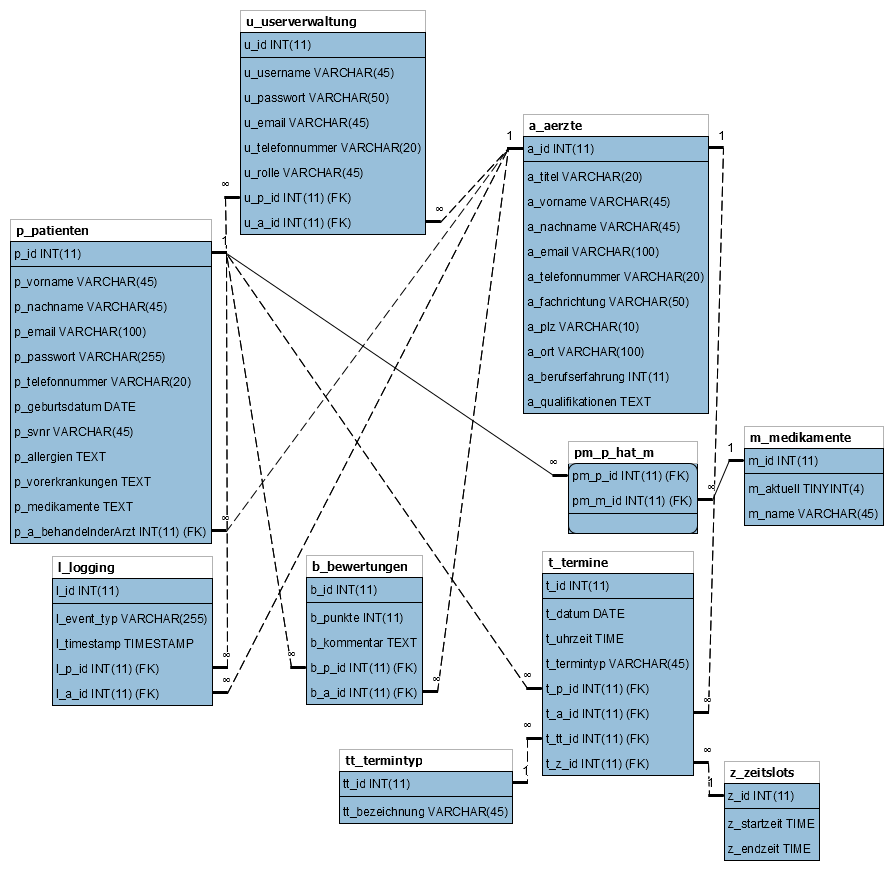 u_userverwaltung
u_id INT(11)
u_username VARCHAR(45)
u_passwort VARCHAR(50)
u_email VARCHAR(45)
u_telefonnummer VARCHAR(20)
u_rolle VARCHAR(45)
u_p_id INT(11) (FK)
u_a_id INT(11) (FK)
∞
∞
a_aerzte
a_id INT(11)
a_titel VARCHAR(20)
a_vorname VARCHAR(45)
a_nachname VARCHAR(45)
a_email VARCHAR(100)
a_telefonnummer VARCHAR(20)
a_fachrichtung VARCHAR(50)
a_plz VARCHAR(10)
a_ort VARCHAR(100)
a_berufserfahrung INT(11)
a_qualifikationen TEXT
1
1
p_patienten
p_id INT(11)
p_vorname VARCHAR(45)
p_nachname VARCHAR(45)
p_email VARCHAR(100)
p_passwort VARCHAR(255)
p_telefonnummer VARCHAR(20)
p_geburtsdatum DATE
p_svnr VARCHAR(45)
p_allergien TEXT
p_vorerkrankungen TEXT
p_medikamente TEXT
p_a_behandelnderArzt INT(11) (FK)
1
∞
pm_p_hat_m
pm_p_id INT(11) (FK)
pm_m_id INT(11) (FK)
∞
∞
m_medikamente
m_id INT(11)
m_aktuell TINYINT(4)
m_name VARCHAR(45)
1
l_logging
l_id INT(11)
l_event_typ VARCHAR(255)
l_timestamp TIMESTAMP
l_p_id INT(11) (FK)
l_a_id INT(11) (FK)
∞
∞
b_bewertungen
b_id INT(11)
b_punkte INT(11)
b_kommentar TEXT
b_p_id INT(11) (FK)
b_a_id INT(11) (FK)
∞
∞
t_termine
t_id INT(11)
t_datum DATE
t_uhrzeit TIME
t_termintyp VARCHAR(45)
t_p_id INT(11) (FK)
t_a_id INT(11) (FK)
t_tt_id INT(11) (FK)
t_z_id INT(11) (FK)
∞
∞
∞
∞
tt_termintyp
tt_id INT(11)
tt_bezeichnung VARCHAR(45)
1
z_zeitslots
z_id INT(11)
z_startzeit TIME
z_endzeit TIME
1